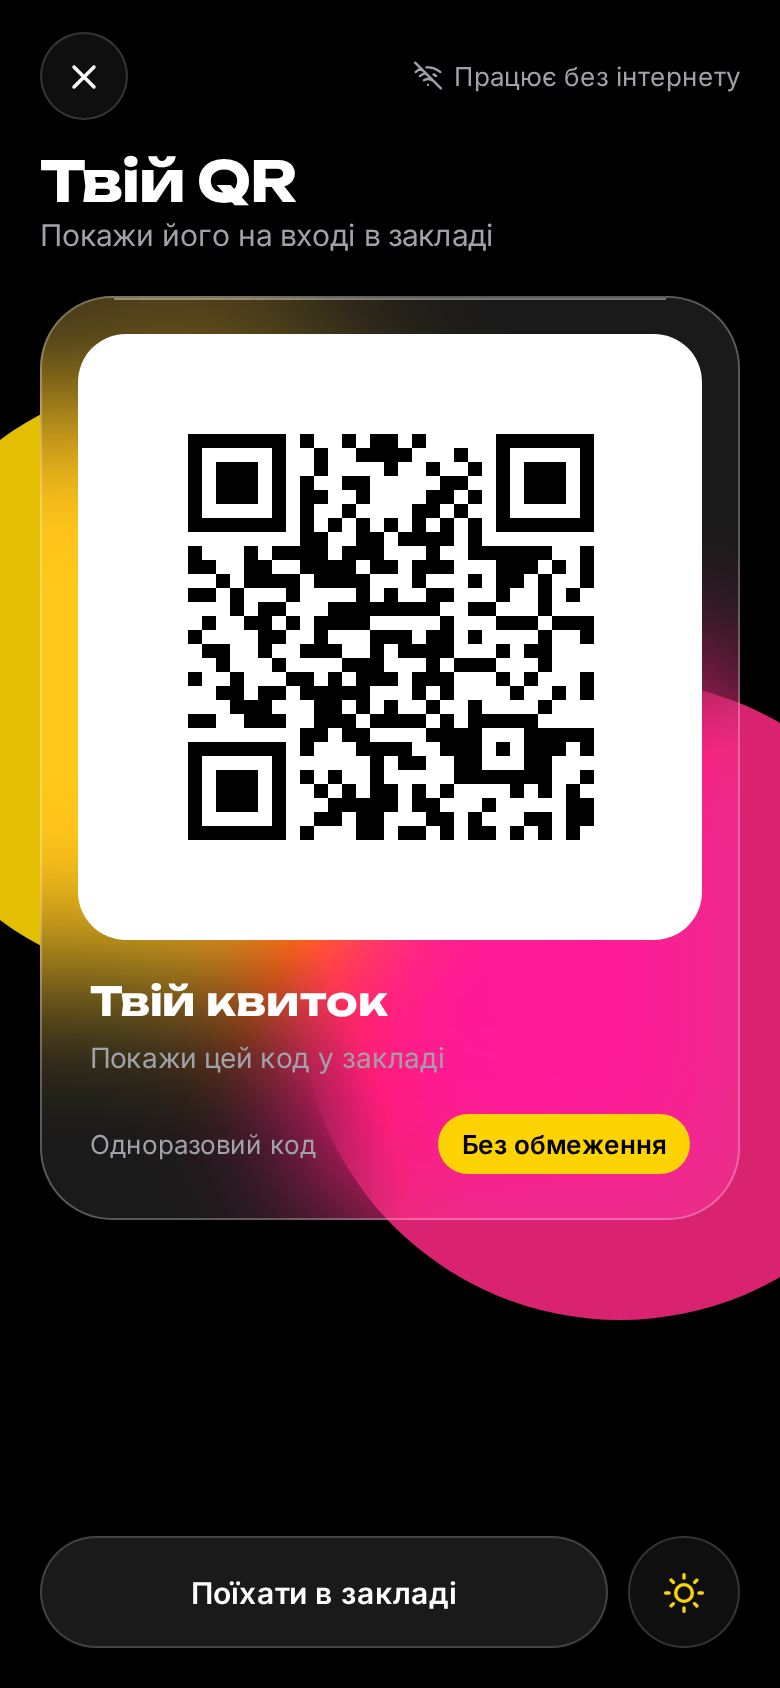 Працює без інтернету
Твій QR
Покажи його на вході в закладі
Твій квиток
Покажи цей код у закладі
Одноразовий код
Без обмеження
Поїхати в закладі